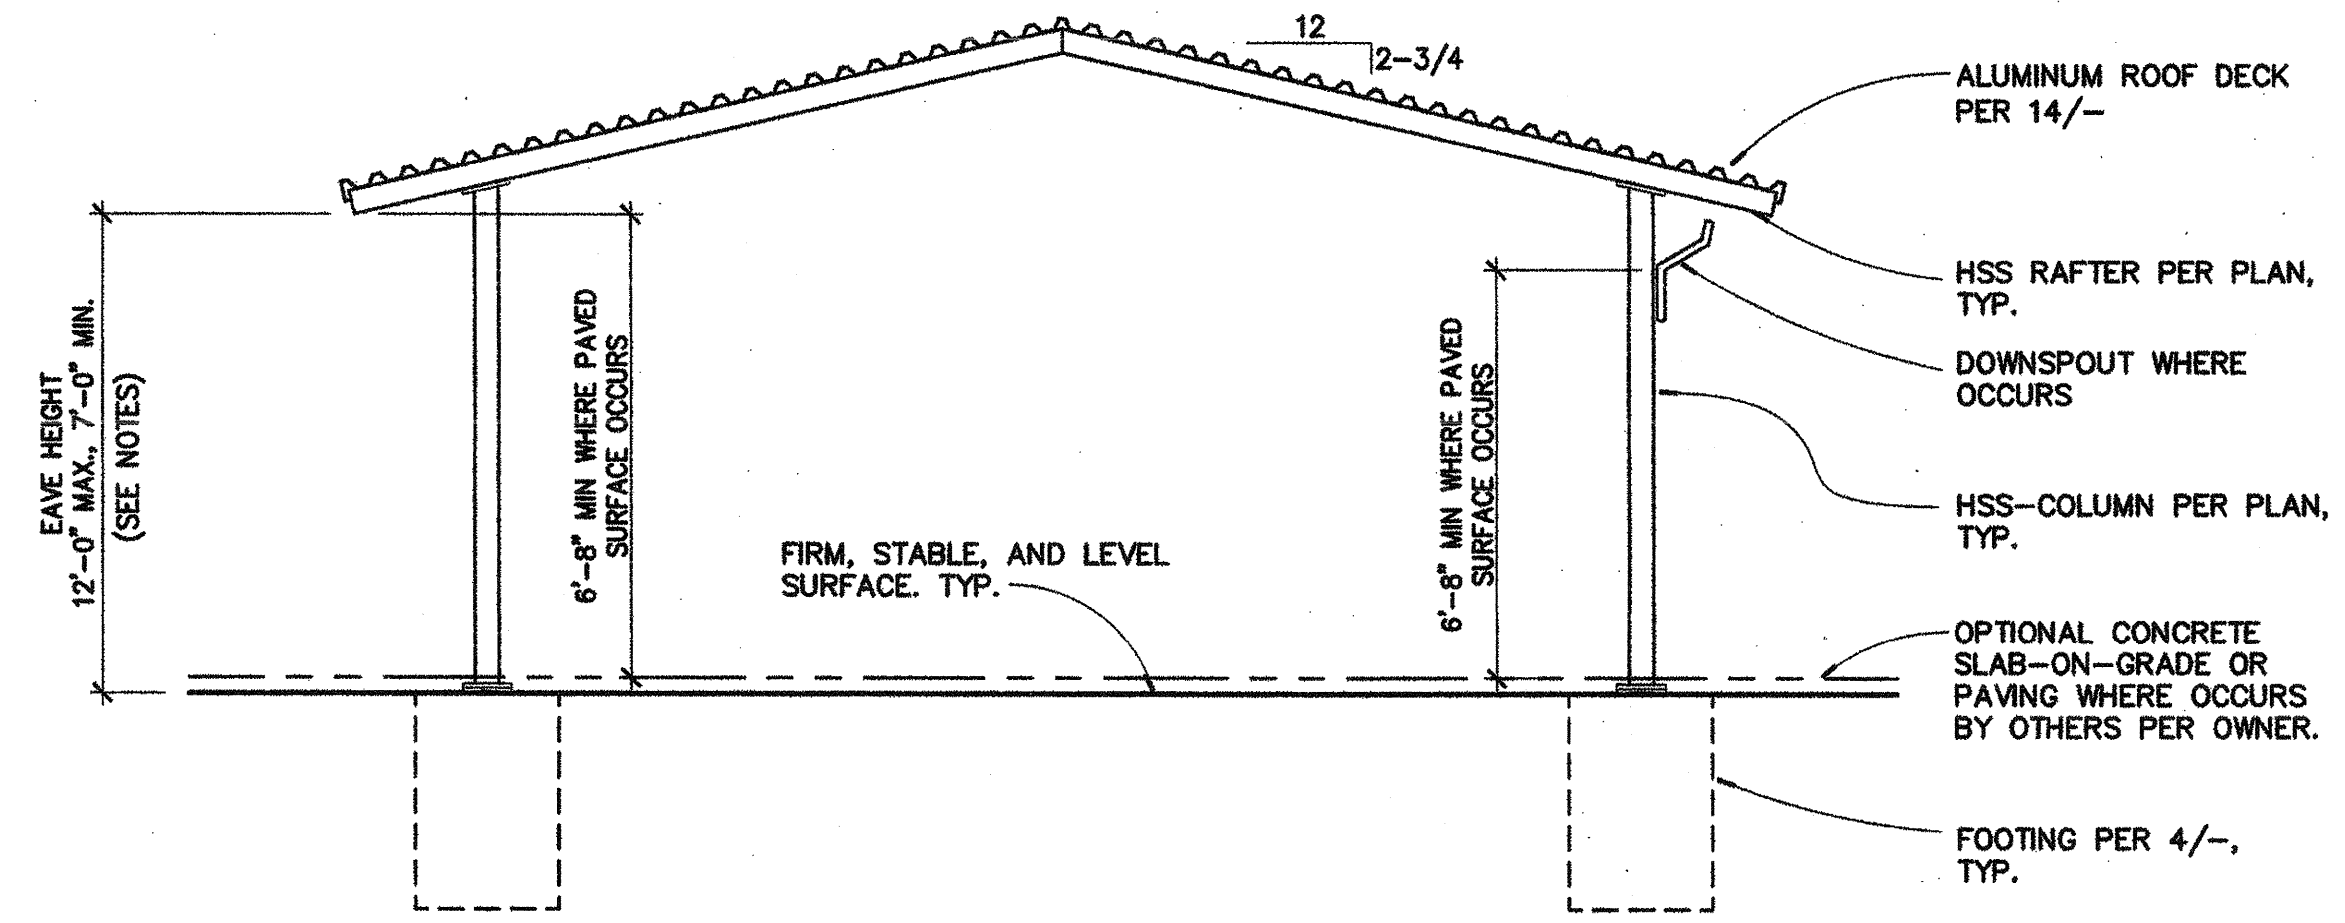 12
2-3/4
ALUMINUM ROOF DECK
PER 14/-
HSS RAFTER PER PLAN,
TYP.
DOWNSPOUT WHERE
OCCURS
HSS-COLUMN PER PLAN,
TYP.
OPTIONAL CONCRETE
SLAB-ON-GRADE OR
PAVING WHERE OCCURS
BY OTHERS PER OWNER.
FOOTING PER 4/-,
TYP.
EAVE HEIGHT
12'-0" MAX., 7'-0" MIN.
(SEE NOTES)
6'-8" MIN WHERE PAVED
SURFACE OCCURS
FIRM, STABLE, AND LEVEL
SURFACE. TYP.
6'-8" MIN WHERE PAVED
SURFACE OCCURS